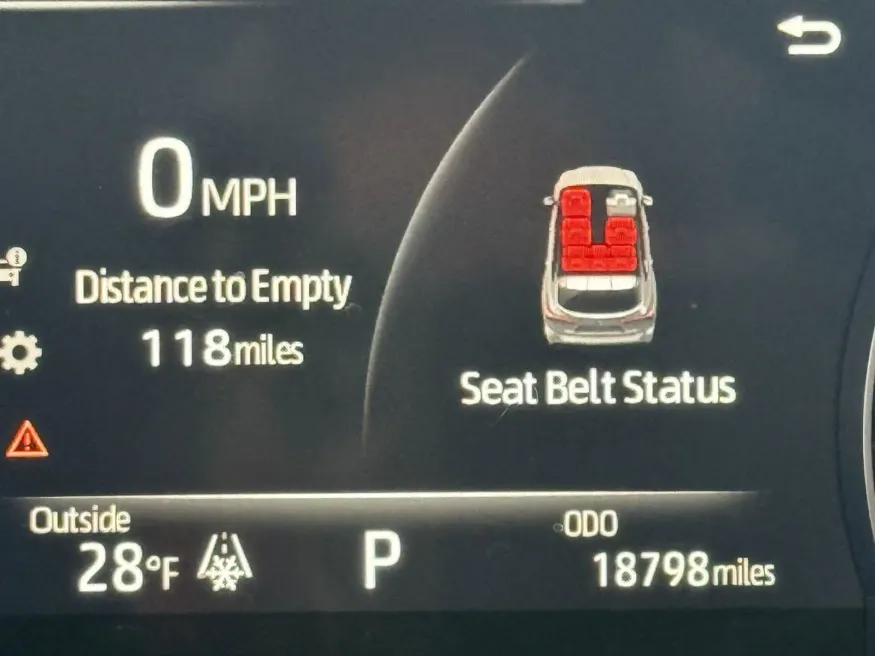 0 MPH
Distance to Empty
118 miles
Seat Belt Status
Outside
28°F
P
ODO
18798 miles